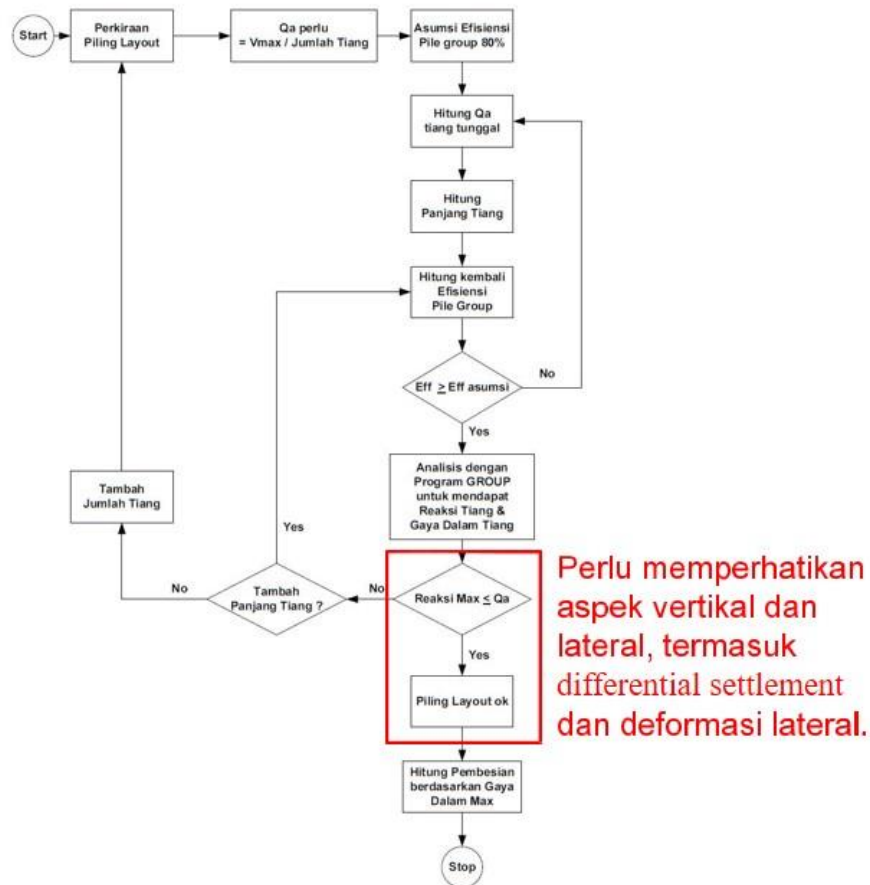 Start
Perkiraan
Piling Layout
Qa perlu
= Vmax / Jumlah Tiang
Asumsi Efisiensi
Pile group 80%
Hitung Qa
tiang tunggal
Hitung
Panjang Tiang
Hitung kembali
Efisiensi
Pile Group
Eff ≥ Eff asumsi
No
Yes
Analisis dengan
Program GROUP
untuk mendapat
Reaksi Tiang &
Gaya Dalam Tiang
Tambah
Jumlah Tiang
Yes
No
Tambah
Panjang Tiang ?
No
Reaksi Max ≤ Qa
Yes
Piling Layout ok
Perlu memperhatikan
aspek vertikal dan
lateral, termasuk
differential settlement
dan deformasi lateral.
Hitung Pembesian
berdasarkan Gaya
Dalam Max
Stop